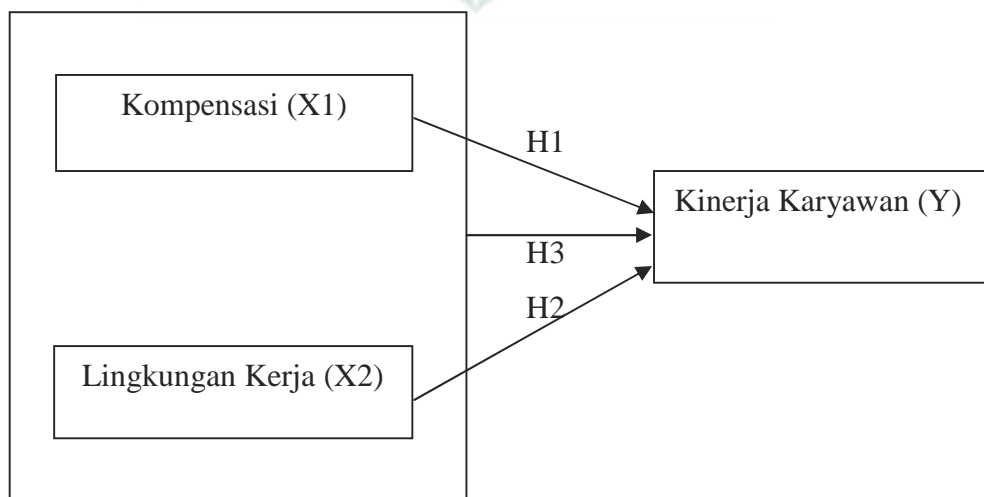 Kompensasi (X1)
H1
Kinerja Karyawan (Y)
H3
H2
Lingkungan Kerja (X2)